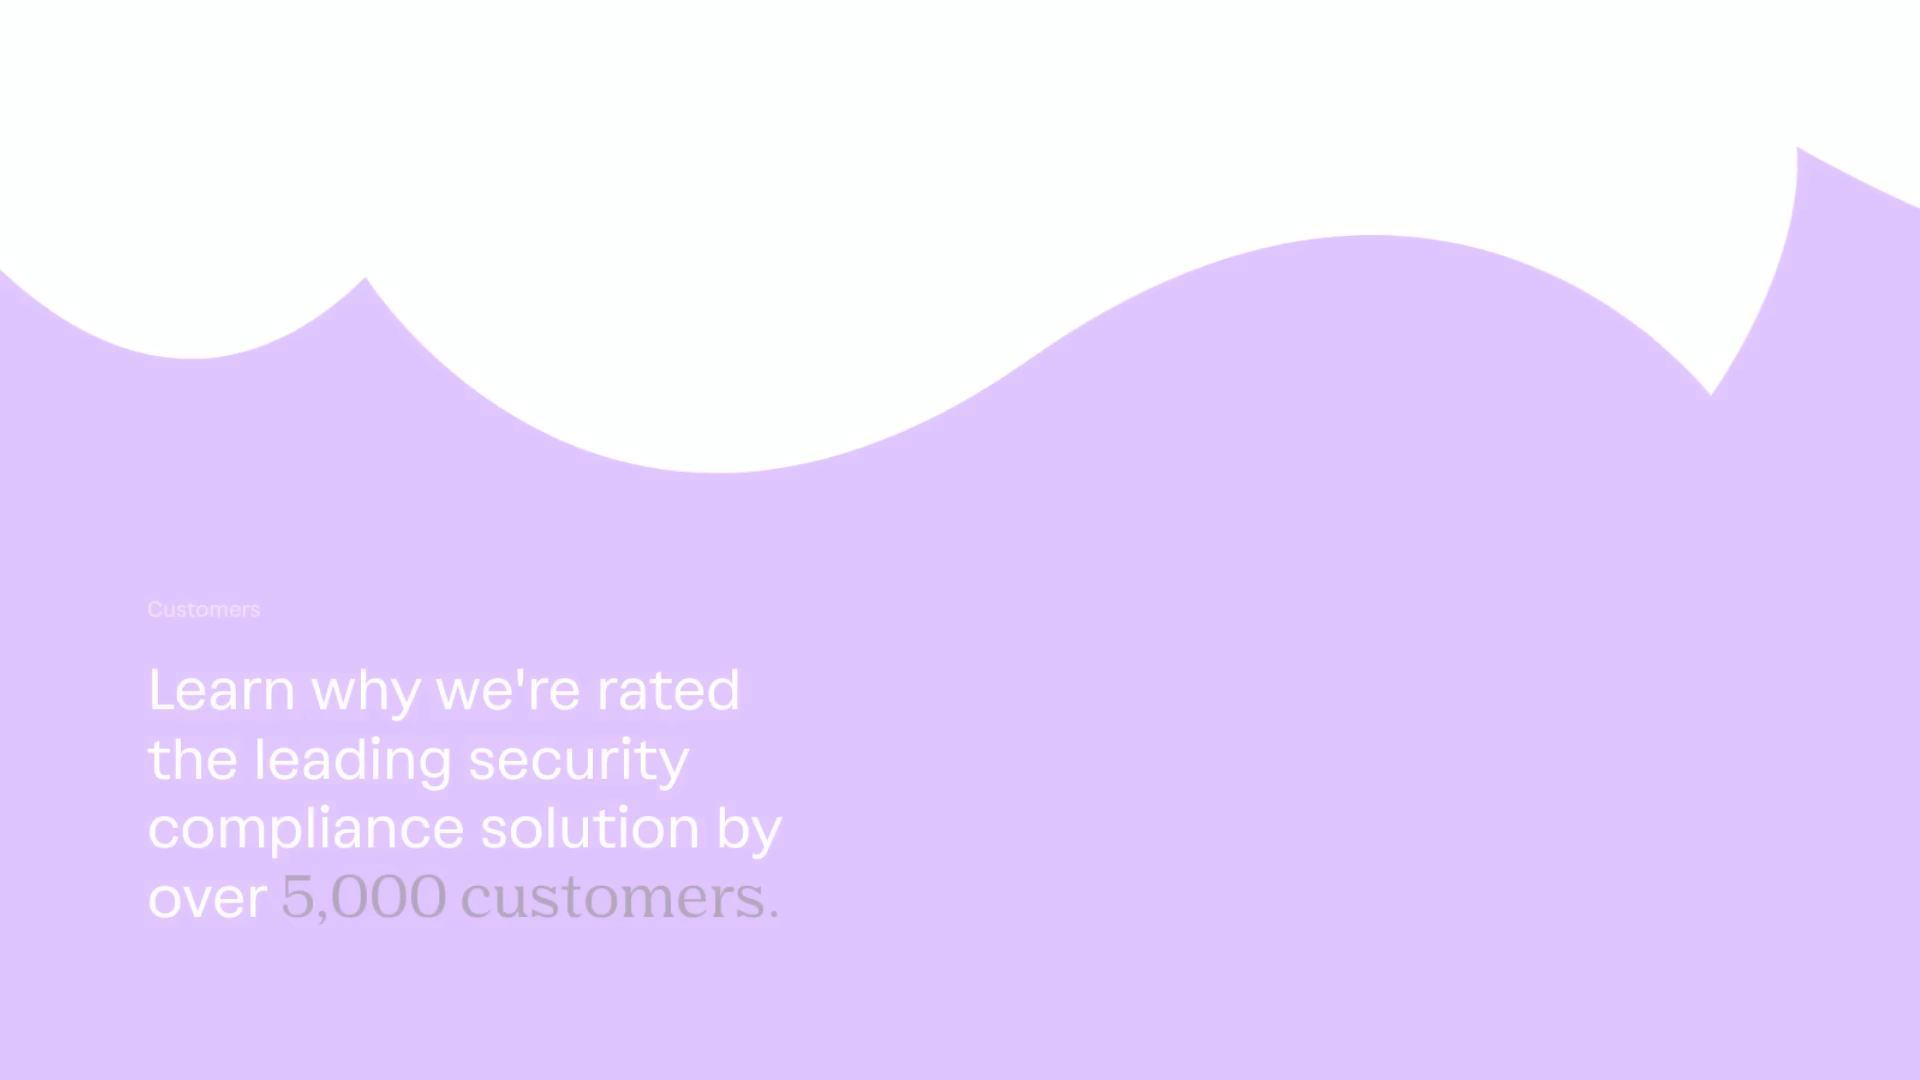 Customers
Learn why we're rated
the leading security
compliance solution by
over 5,000 customers.